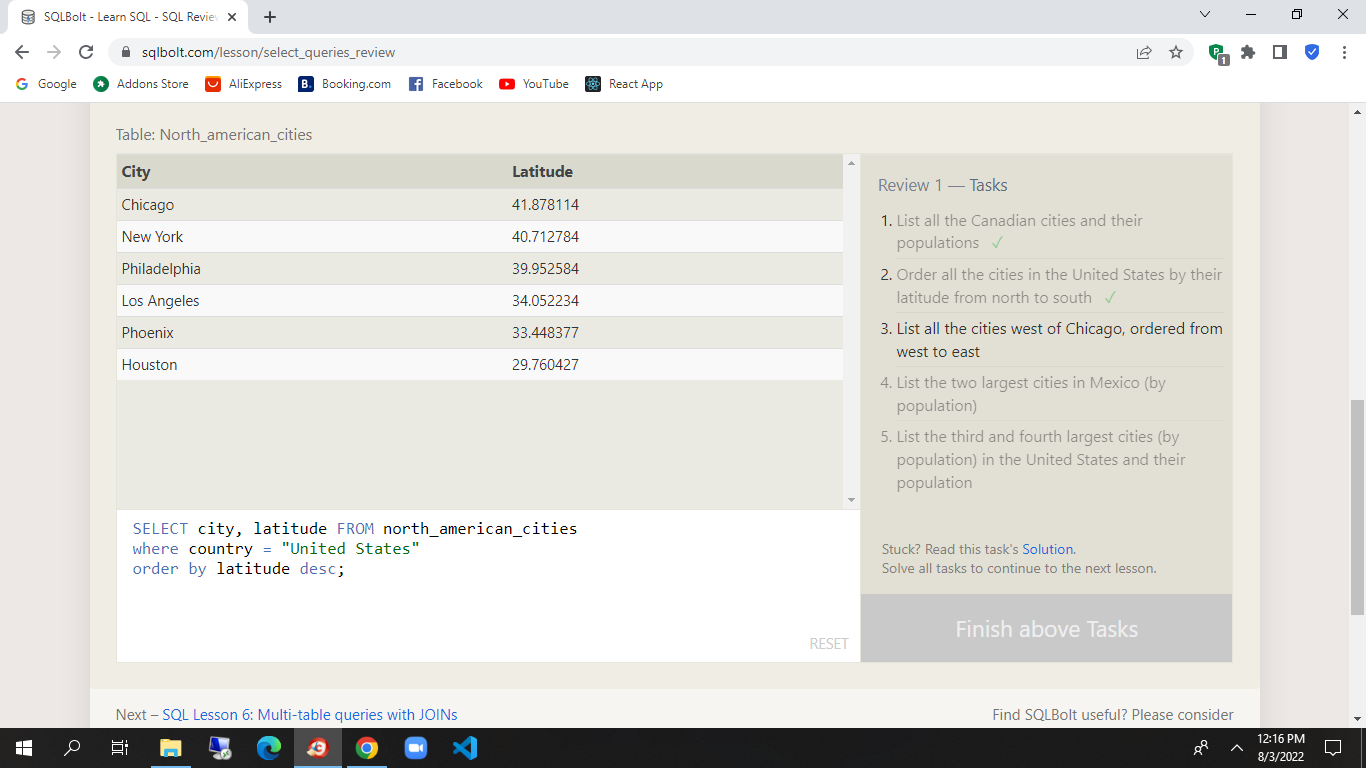 SQLBolt - Learn SQL - SQL Review
sqlbolt.com/lesson/select_queries_review
1
Google
Addons Store
AliExpress
B.
Booking.com
Facebook
YouTube
React App
Table: North_american_cities
City Latitude
Chicago 41.878114
New York 40.712784
Philadelphia 39.952584
Los Angeles 34.052234
Phoenix 33.448377
Houston 29.760427
SELECT city, latitude FROM north_american_cities
where country = "United States"
order by latitude desc;
RESET
Review 1 — Tasks
1. List all the Canadian cities and their
populations ✓
2. Order all the cities in the United States by their
latitude from north to south ✓
3. List all the cities west of Chicago, ordered from
west to east
4. List the two largest cities in Mexico (by
population)
5. List the third and fourth largest cities (by
population) in the United States and their
population
Stuck? Read this task's Solution.
Solve all tasks to continue to the next lesson.
Finish above Tasks
Next – SQL Lesson 6: Multi-table queries with JOINs
Find SQLBolt useful? Please consider
12:16 PM
8/3/2022